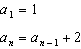 a₁ = 1
aₙ = aₙ₋₁ + 2